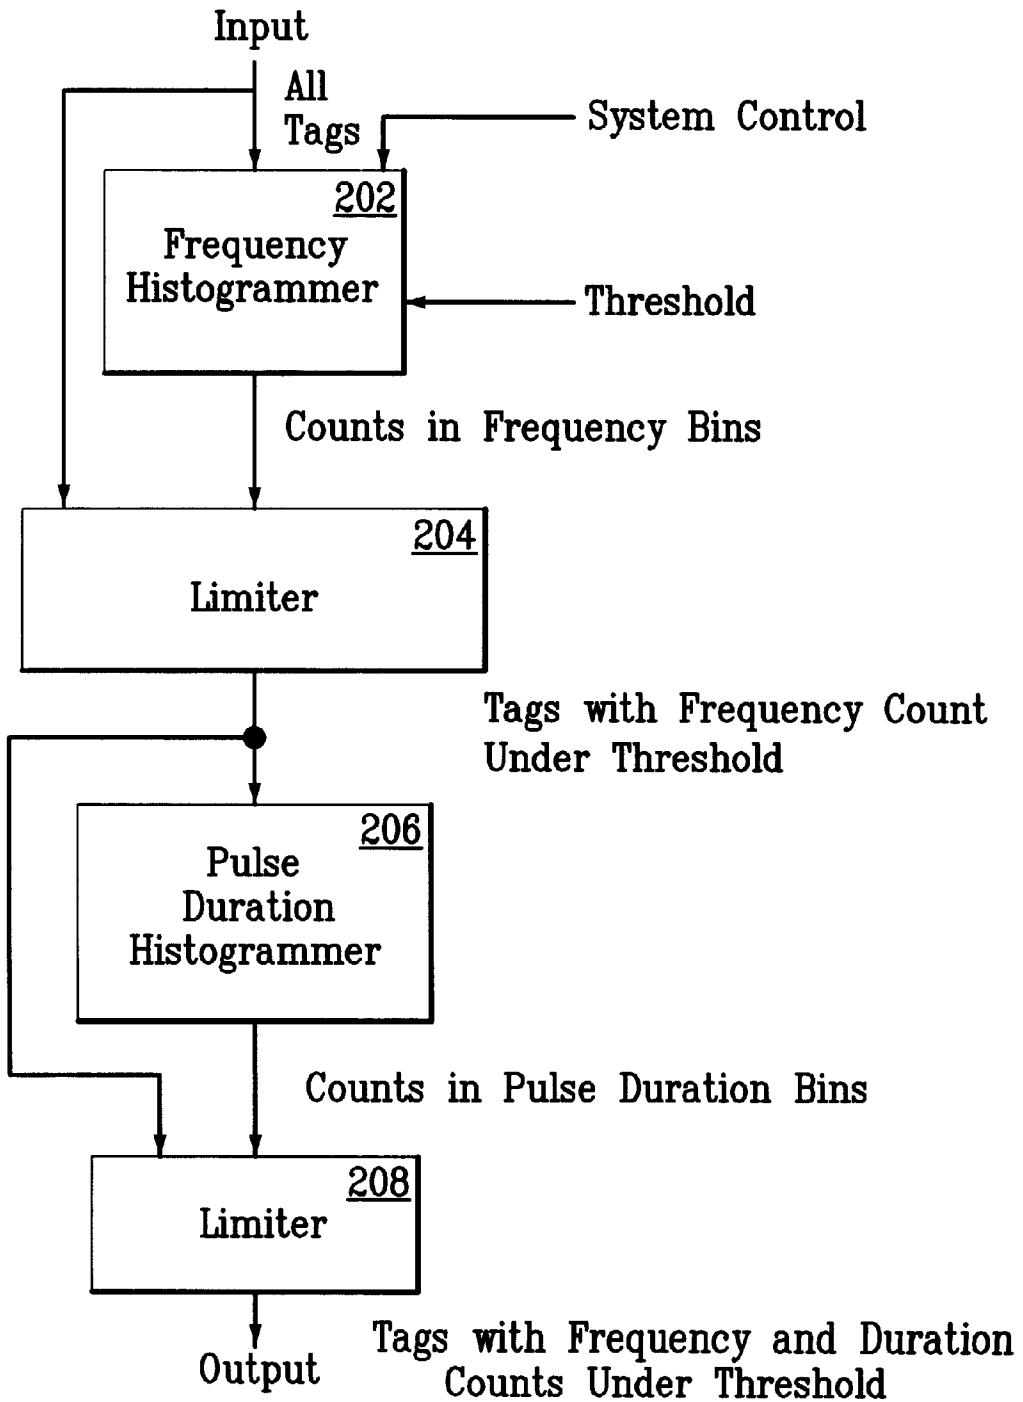 Input
All
Tags
System Control
202
Frequency
Histogrammer
Threshold
Counts in Frequency Bins
204
Limiter
Tags with Frequency Count
Under Threshold
206
Pulse
Duration
Histogrammer
Counts in Pulse Duration Bins
208
Limiter
Output
Tags with Frequency and Duration
Counts Under Threshold